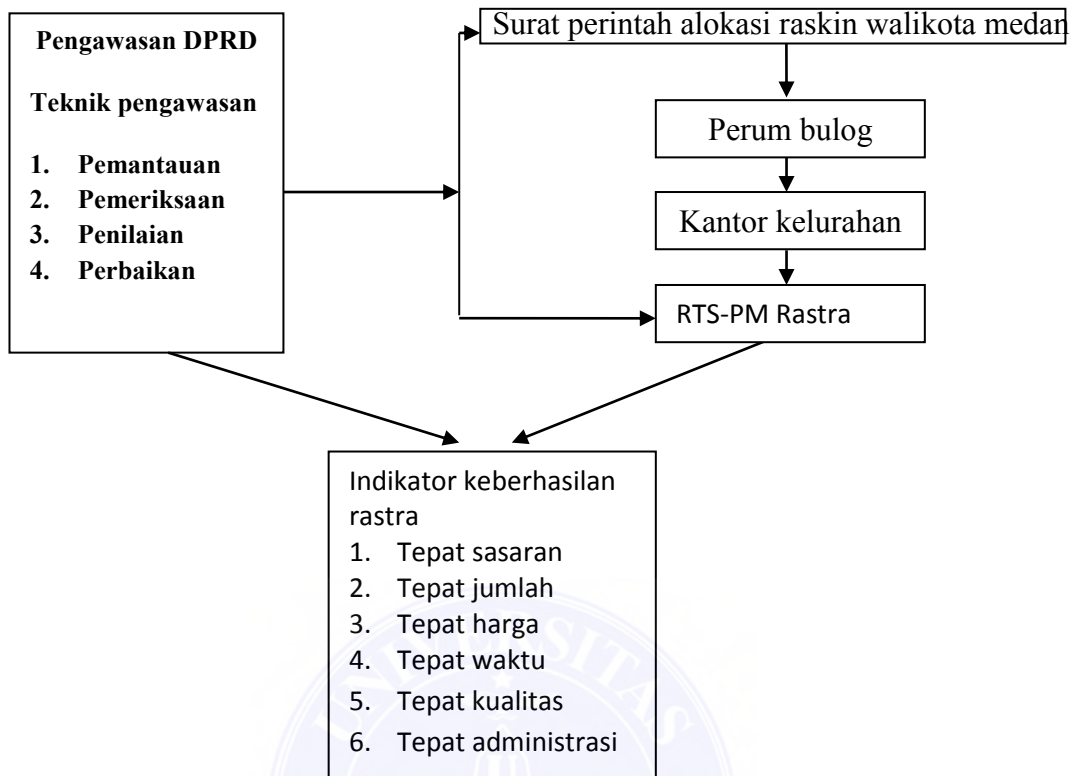 Pengawasan DPRD
Teknik pengawasan
1. Pemantauan
2. Pemeriksaan
3. Penilaian
4. Perbaikan
Surat perintah alokasi raskin walikota medan
Perum bulog
Kantor kelurahan
RTS-PM Rastra
Indikator keberhasilan
rastra
1. Tepat sasaran
2. Tepat jumlah
3. Tepat harga
4. Tepat waktu
5. Tepat kualitas
6. Tepat administrasi
UNIVERSITAS